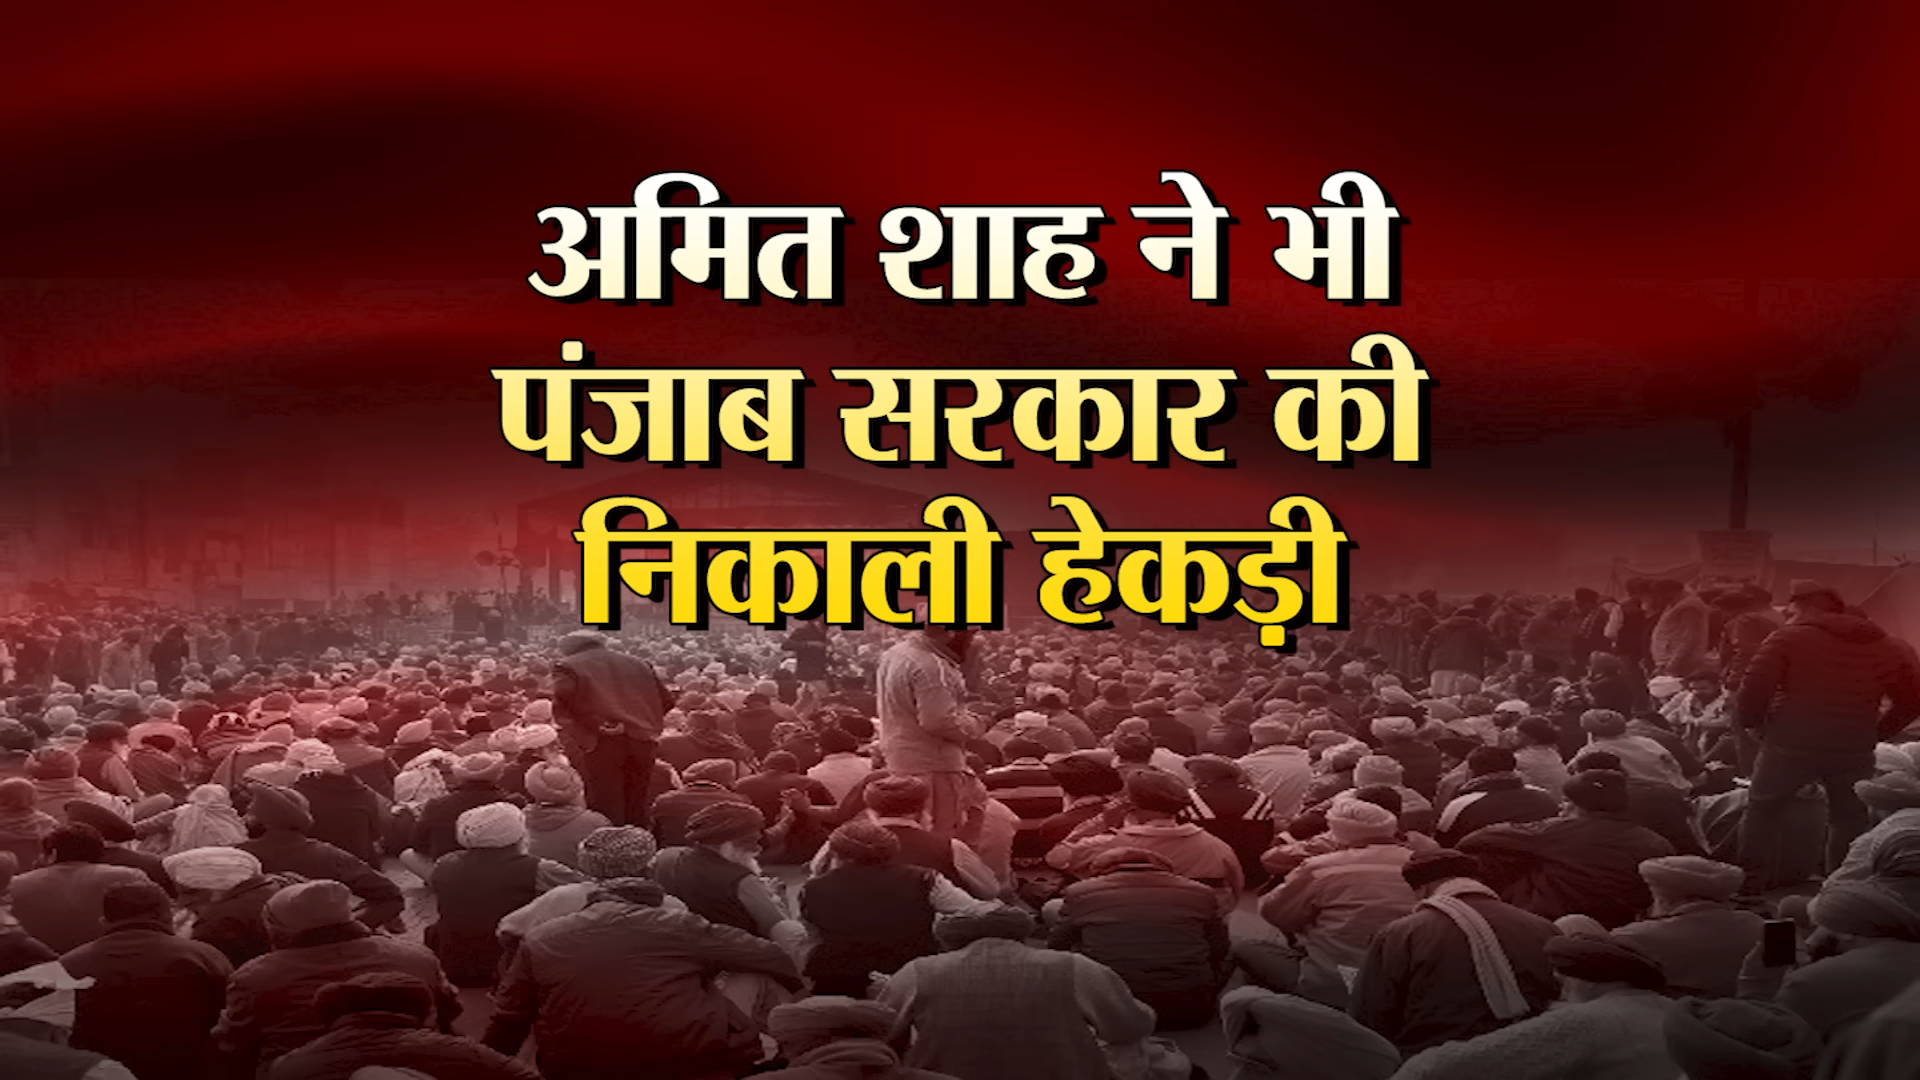 अमित शाह ने भी
पंजाब सरकार की
निकाली हेकड़ी